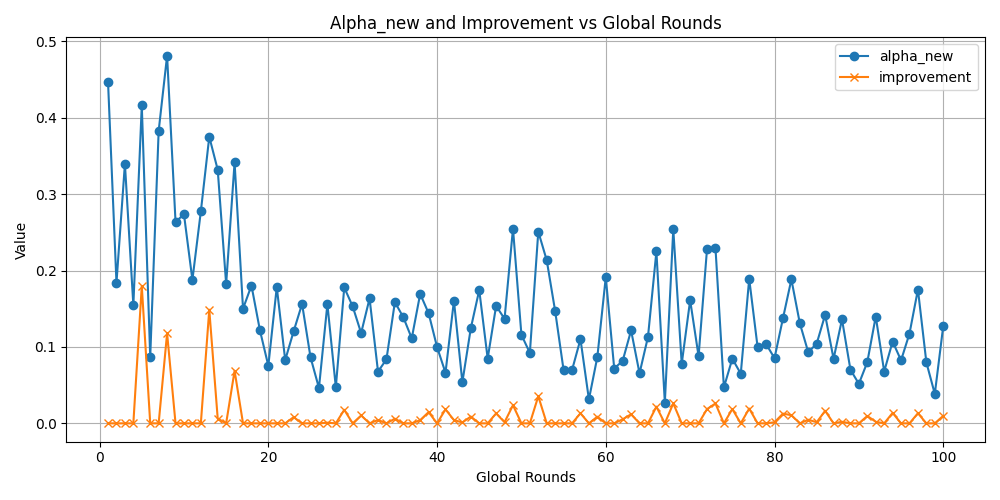 Alpha_new and Improvement vs Global Rounds
alpha_new
improvement
Value
0.5
0.4
0.3
0.2
0.1
0.0
0
20
40
60
80
100
Global Rounds